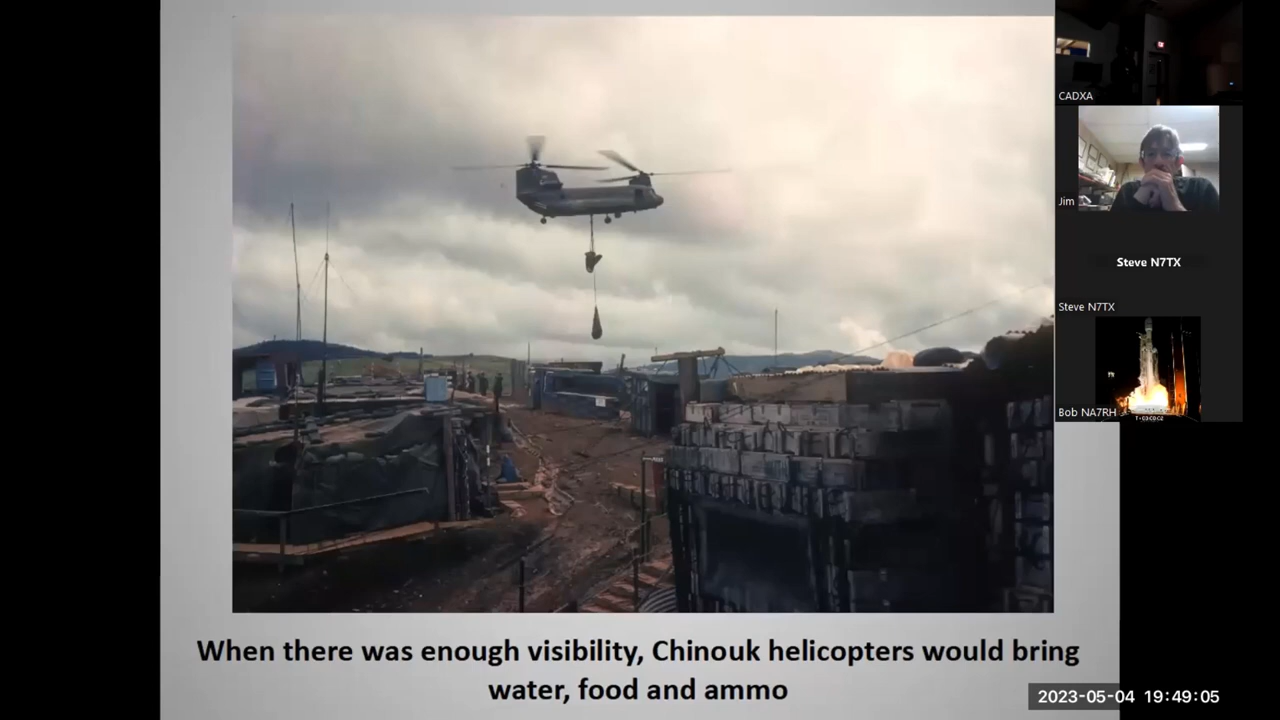 CADXA
Jim
Steve N7TX
Steve N7TX
Bob NA7RH
When there was enough visibility, Chinouk helicopters would bring
water, food and ammo
2023-05-04 19:49:05